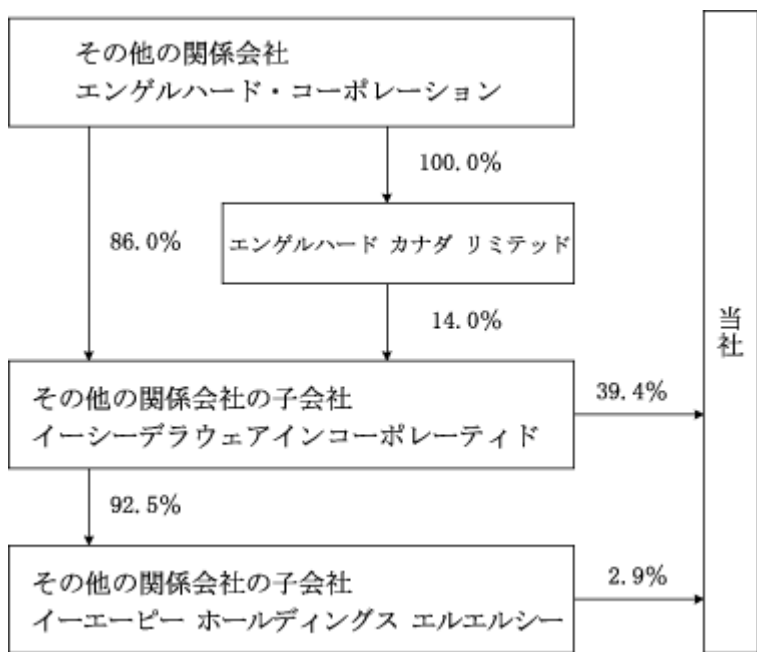 その他の関係会社
エンゲルハード・コーポレーション
100.0%
86.0%
エンゲルハード カナダ リミテッド
14.0%
その他の関係会社の子会社
イーシーデラウェアインコーポレーティド
39.4%
92.5%
その他の関係会社の子会社
イーエーピー ホールディングス エルエルシー
2.9%
当社